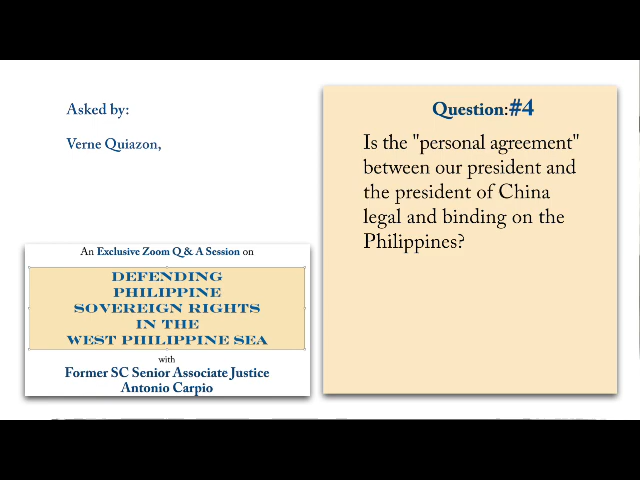 Asked by:
Verne Quiazon,
An Exclusive Zoom Q & A Session on
DEFENDING
PHILIPPINE
SOVEREIGN RIGHTS
IN THE
WEST PHILIPPINE SEA
with
Former SC Senior Associate Justice
Antonio Carpio
Question:#4
Is the "personal agreement"
between our president and
the president of China
legal and binding on the
Philippines?